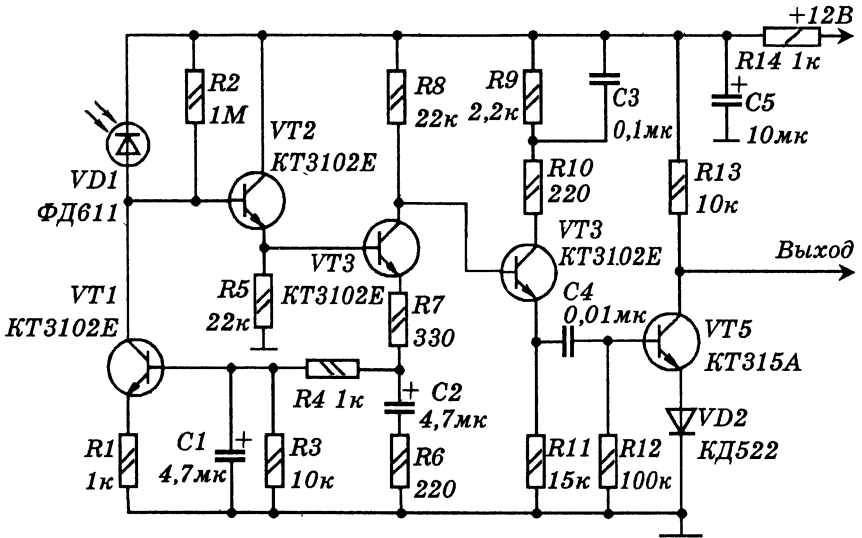 +12В
R14 1к
R2
1М
R8
22к
R9
2,2к
C3
0,1мк
+
C5
10мк
VT2
КТ3102Е
VD1
ФД611
R10
220
R13
10к
VT3
КТ3102Е
VT3
КТ3102Е
Выход
VT1
КТ3102Е
R5
22к
R7
330
C4
0,01мк
VT5
КТ315А
R4 1к
+
C2
4,7мк
R1
1к
C1
+
4,7мк
R3
10к
R6
220
R11
15к
R12
100к
VD2
КД522